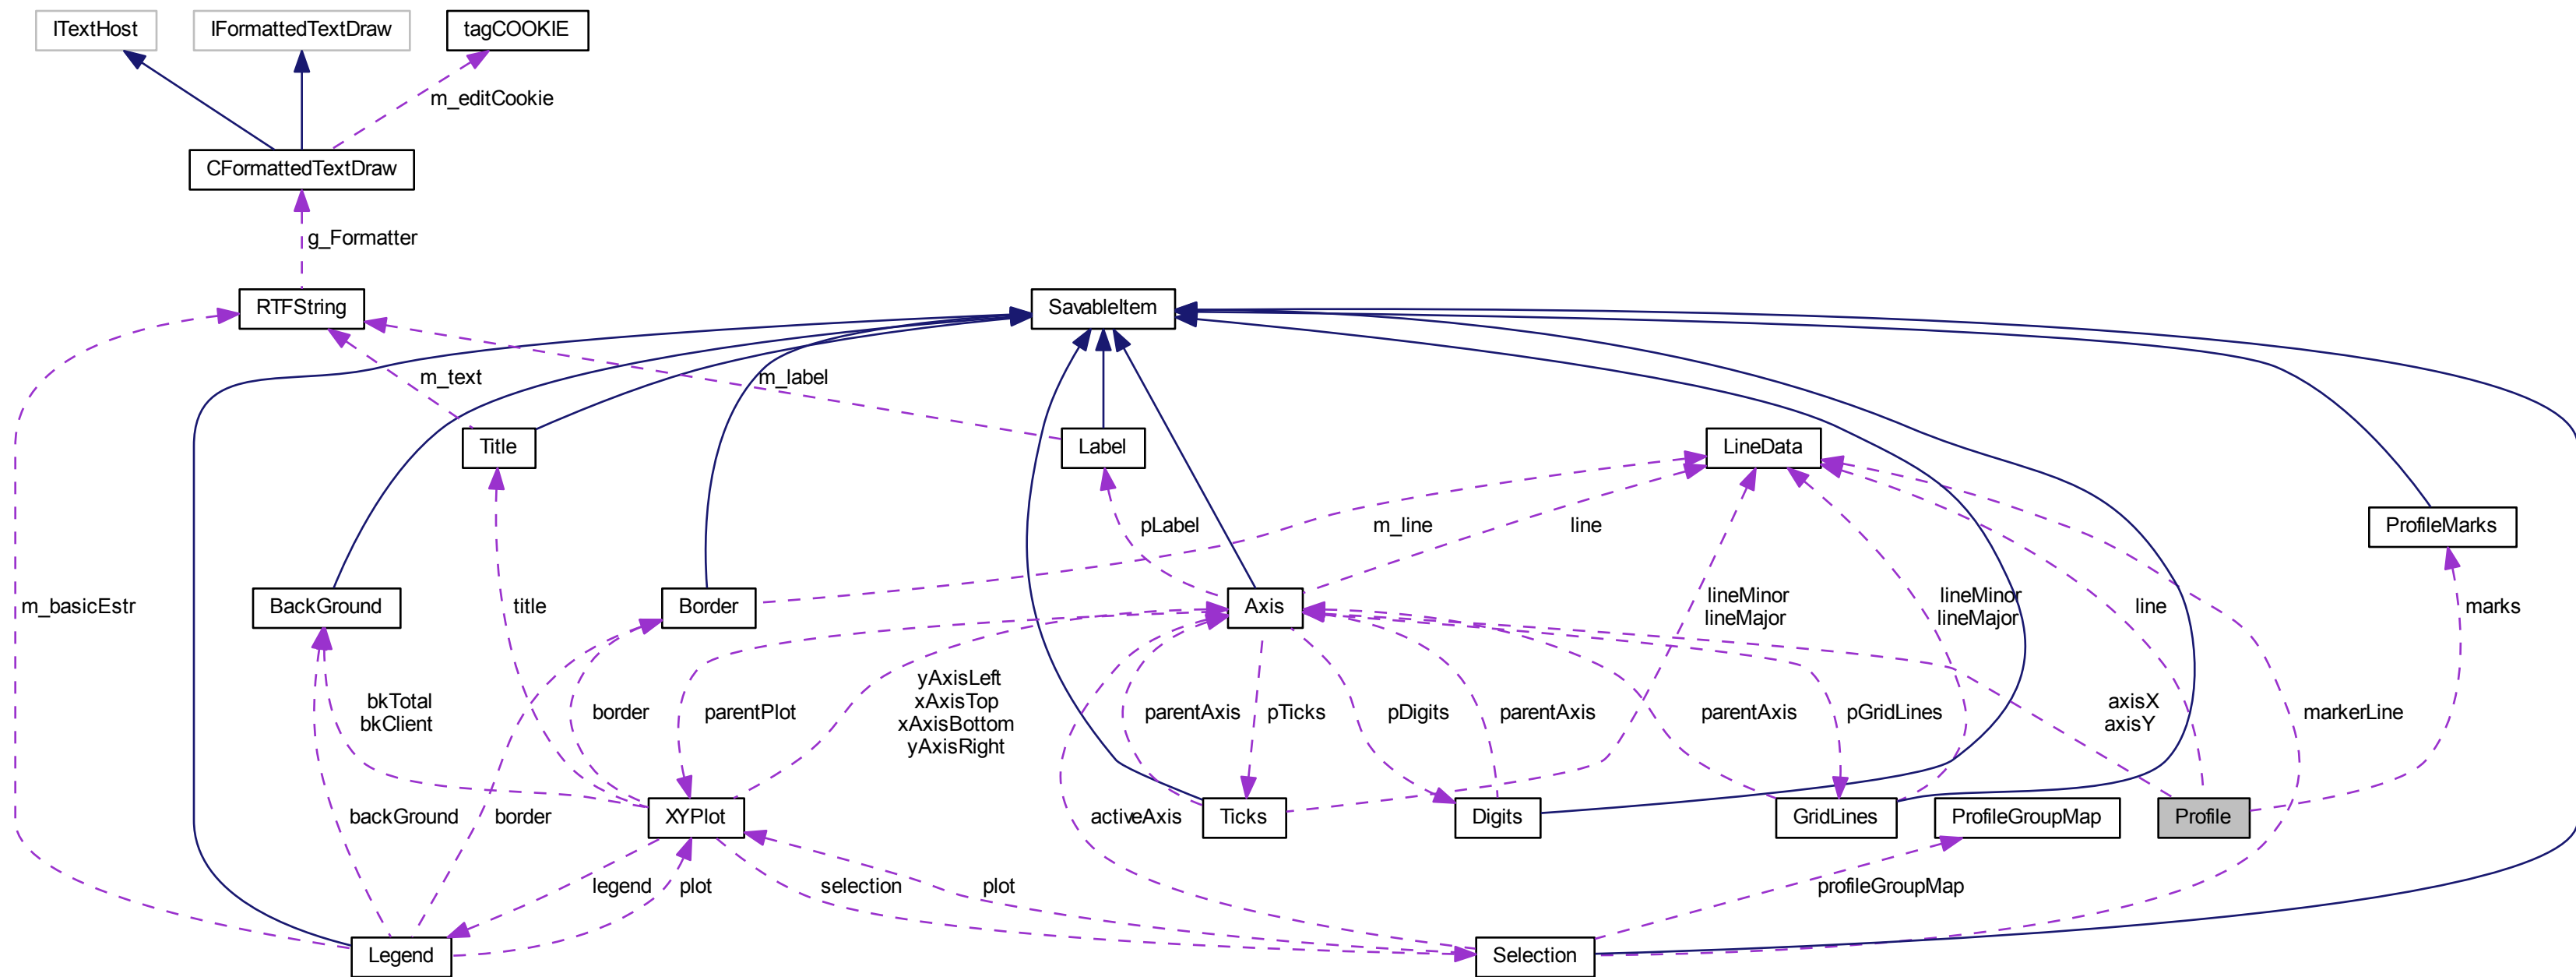 ITextHost
IFormattedTextDraw
tagCOOKIE
m_editCookie
CFormattedTextDraw
g_Formatter
RTFString
SavableItem
m_text
m_label
Title
Label
LineData
pLabel
m_line
line
ProfileMarks
m_basicEstr
BackGround
title
Border
Axis
lineMinor
lineMajor
lineMinor
lineMajor
line
marks
bkTotal
bkClient
border
parentPlot
yAxisLeft
xAxisTop
xAxisBottom
yAxisRight
parentAxis
pTicks
pDigits
parentAxis
parentAxis
pGridLines
axisX
axisY
markerLine
backGround
border
XYPlot
activeAxis
Ticks
Digits
GridLines
ProfileGroupMap
Profile
legend
plot
selection
plot
profileGroupMap
Legend
Selection